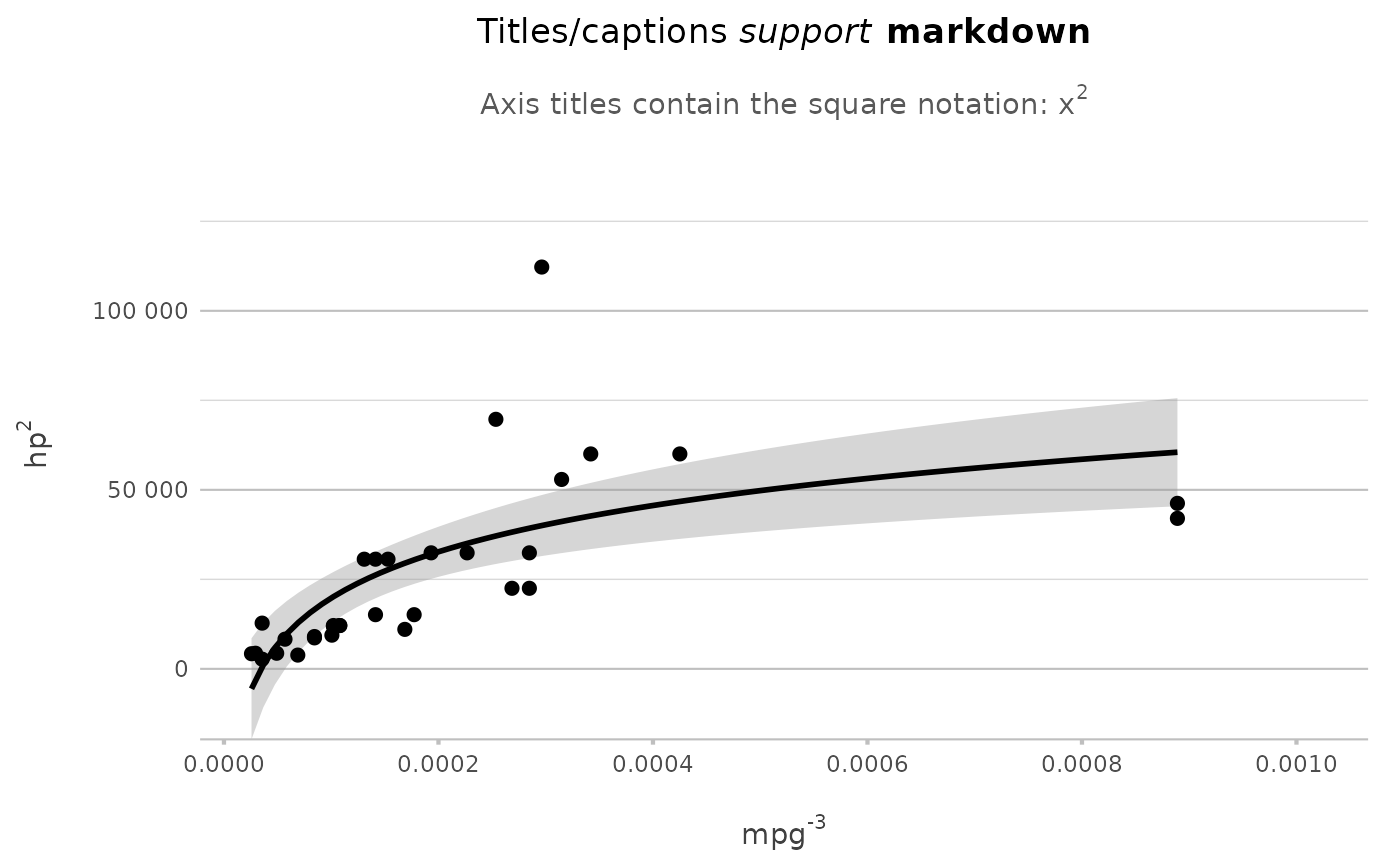 Titles/captions support markdown
Axis titles contain the square notation: x²
100 000
50 000
0
hp²
0.0000 0.0002 0.0004 0.0006 0.0008 0.0010
mpg⁻³